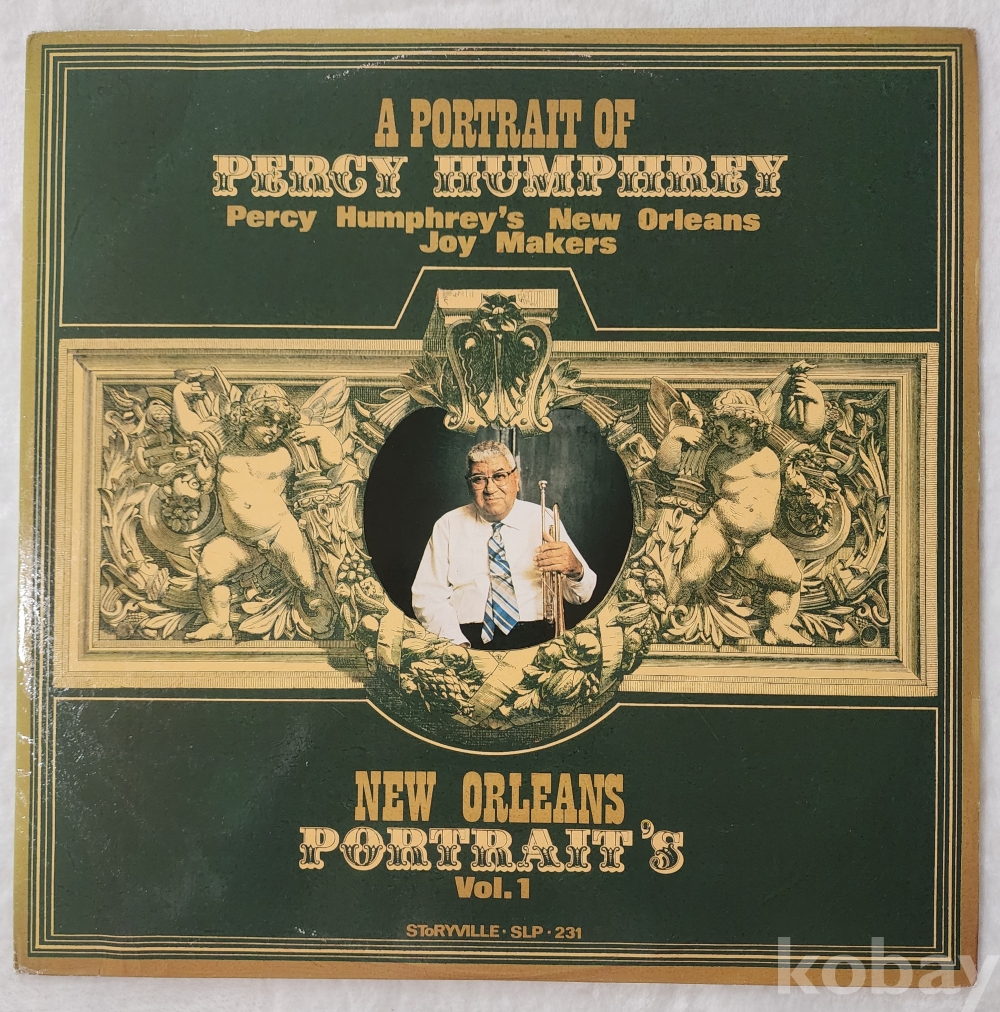 A PORTRAIT OF
PERCY HUMPHREY
Percy Humphrey's New Orleans
Joy Makers
NEW ORLEANS
PORTRAIT'S
Vol.1
SToRYVILLE · SLP · 231
kobay